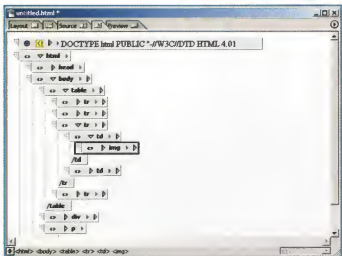 untitled.html *
Layout Source Preview
DOCTYPE html PUBLIC "-//W3C//DTD HTML 4.01
html
head
body
table
tr
tr
tr
td
img
/td
td
/tr
tr
/table
div
p
<html> <body> <table> <tr> <td> <img>